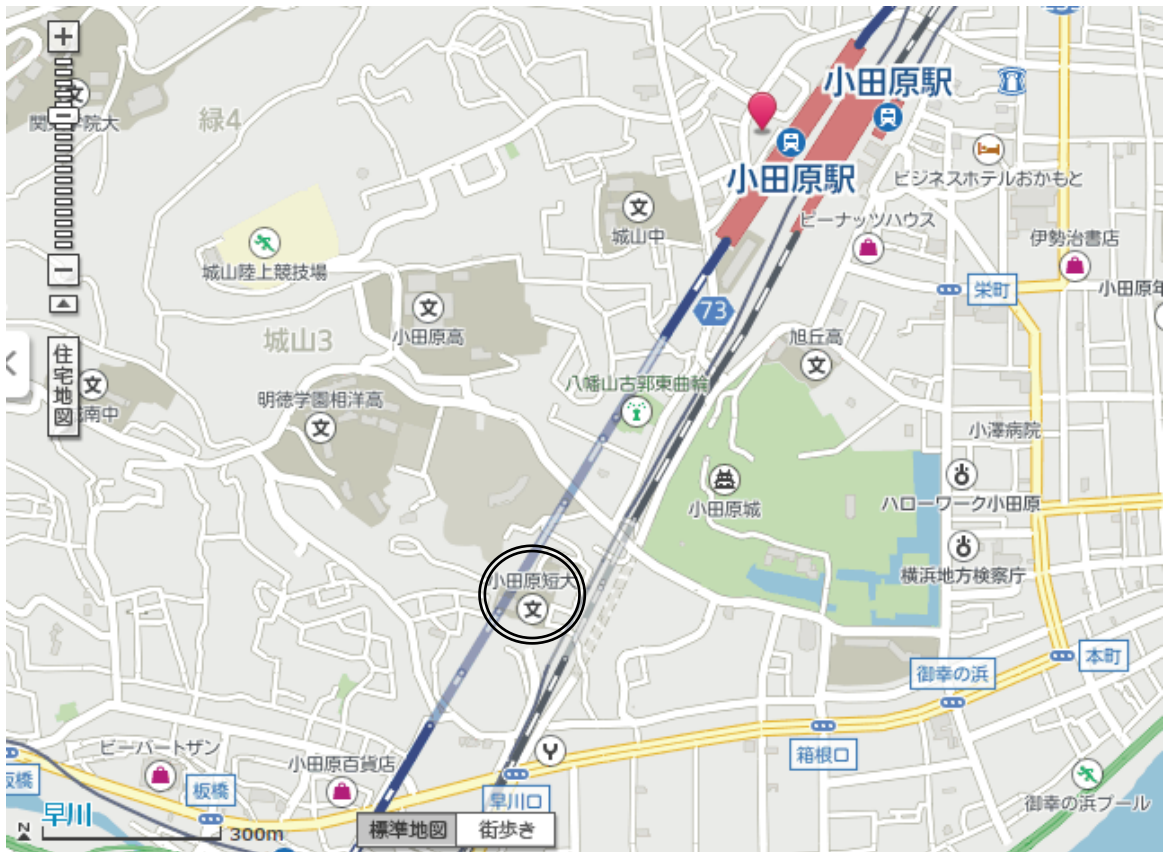 小田原駅
関東学院大
緑4
小田原駅
ビジネスホテルおかもと
城山中
ピーナッツハウス
伊勢治書店
城山陸上競技場
栄町
小田原年
73
小田原高
城山3
旭丘高
住宅地図
八幡山古郭東曲輪
明徳学園相洋高
城南中
小澤病院
小田原城
ハローワーク小田原
小田原短大
横浜地方検察庁
本町
御幸の浜
ビーバートザン
小田原百貨店
箱根口
板橋
板橋
早川口
早川
御幸の浜プール
N
300m
標準地図
街歩き